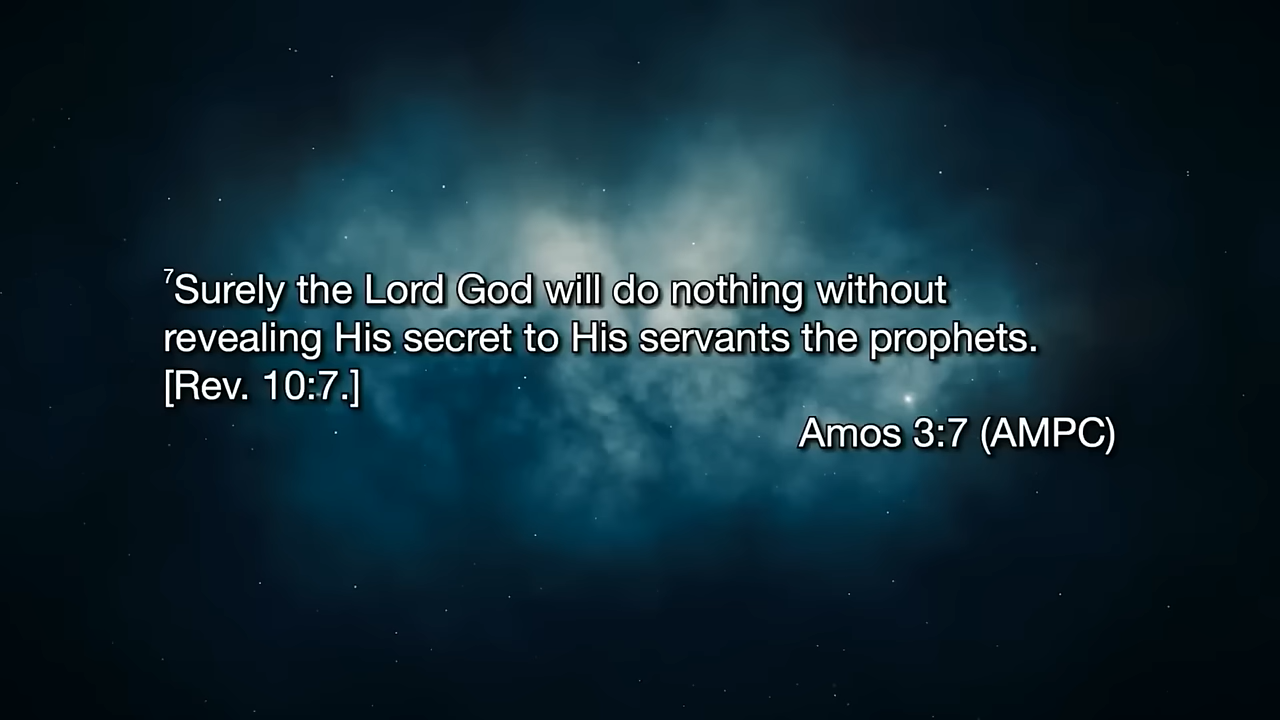 ⁷Surely the Lord God will do nothing without
revealing His secret to His servants the prophets.
[Rev. 10:7.]
Amos 3:7 (AMPC)